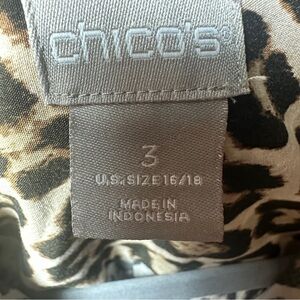 chico's®
3
U.S. SIZE 16/18
MADE IN
INDONESIA